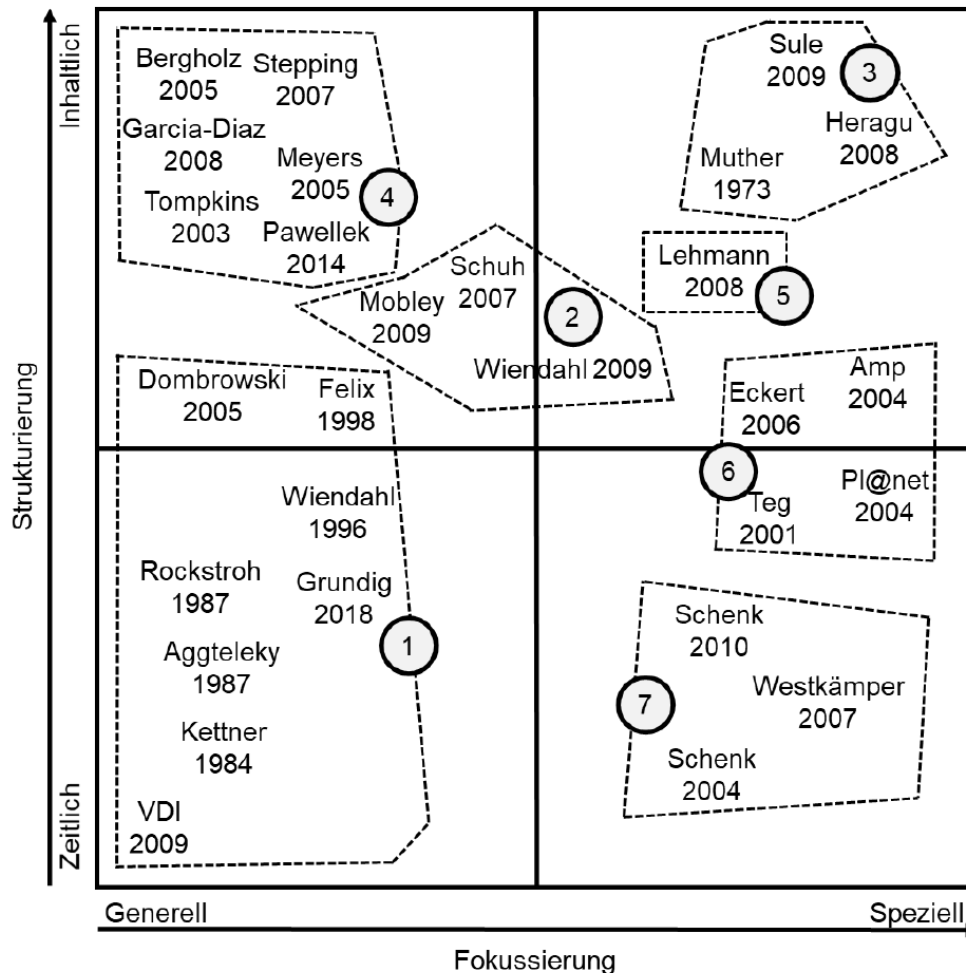 Inhaltlich
Strukturierung
Zeitlich
Bergholz
2005
Stepping
2007
Garcia-Diaz
2008
Meyers
2005
4
Tompkins
2003
Pawellek
2014
Sule
2009
3
Heragu
2008
Muther
1973
Lehmann
2008
5
Schuh
2007
Mobley
2009
2
Wiendahl 2009
Dombrowski
2005
Felix
1998
Eckert
2006
Amp
2004
6
Teg
2001
Pl@net
2004
Wiendahl
1996
Rockstroh
1987
Grundig
2018
1
Aggteleky
1987
Kettner
1984
VDI
2009
Schenk
2010
7
Westkämper
2007
Schenk
2004
Generell
Speziell
Fokussierung